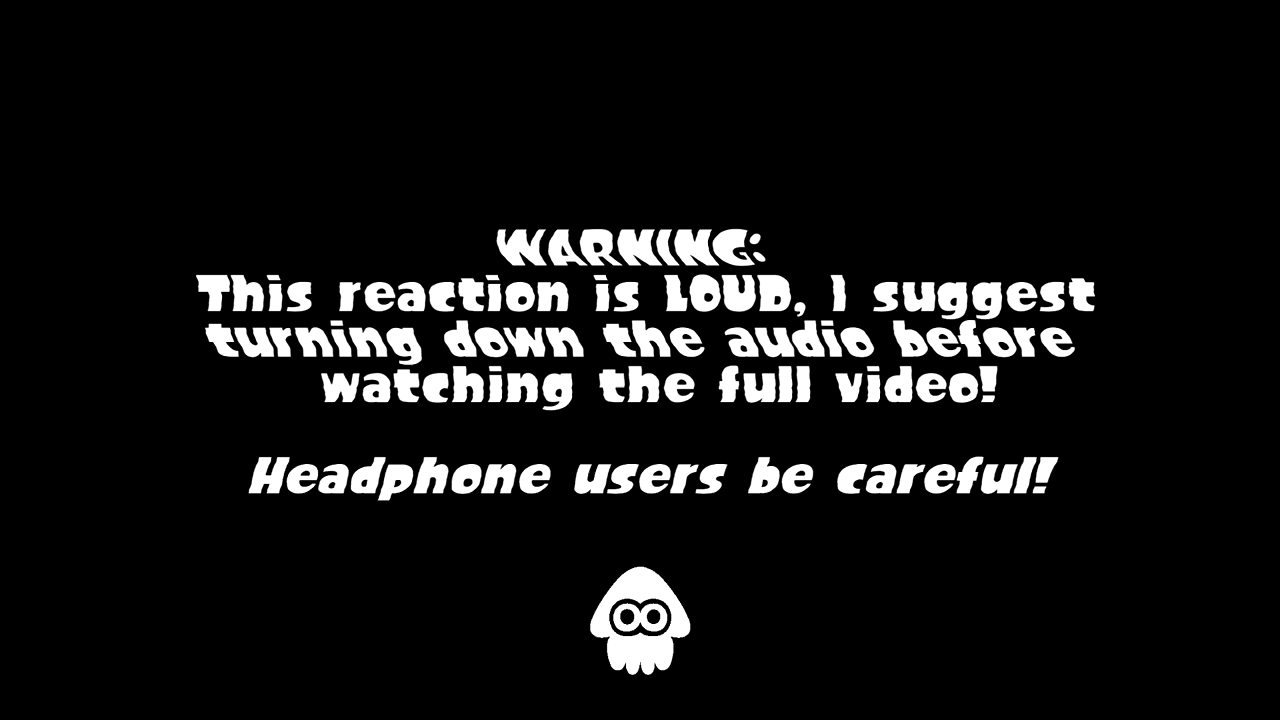 WARNING:
This reaction is LOUD, I suggest
turning down the audio before
watching the full video!
Headphone users be careful!